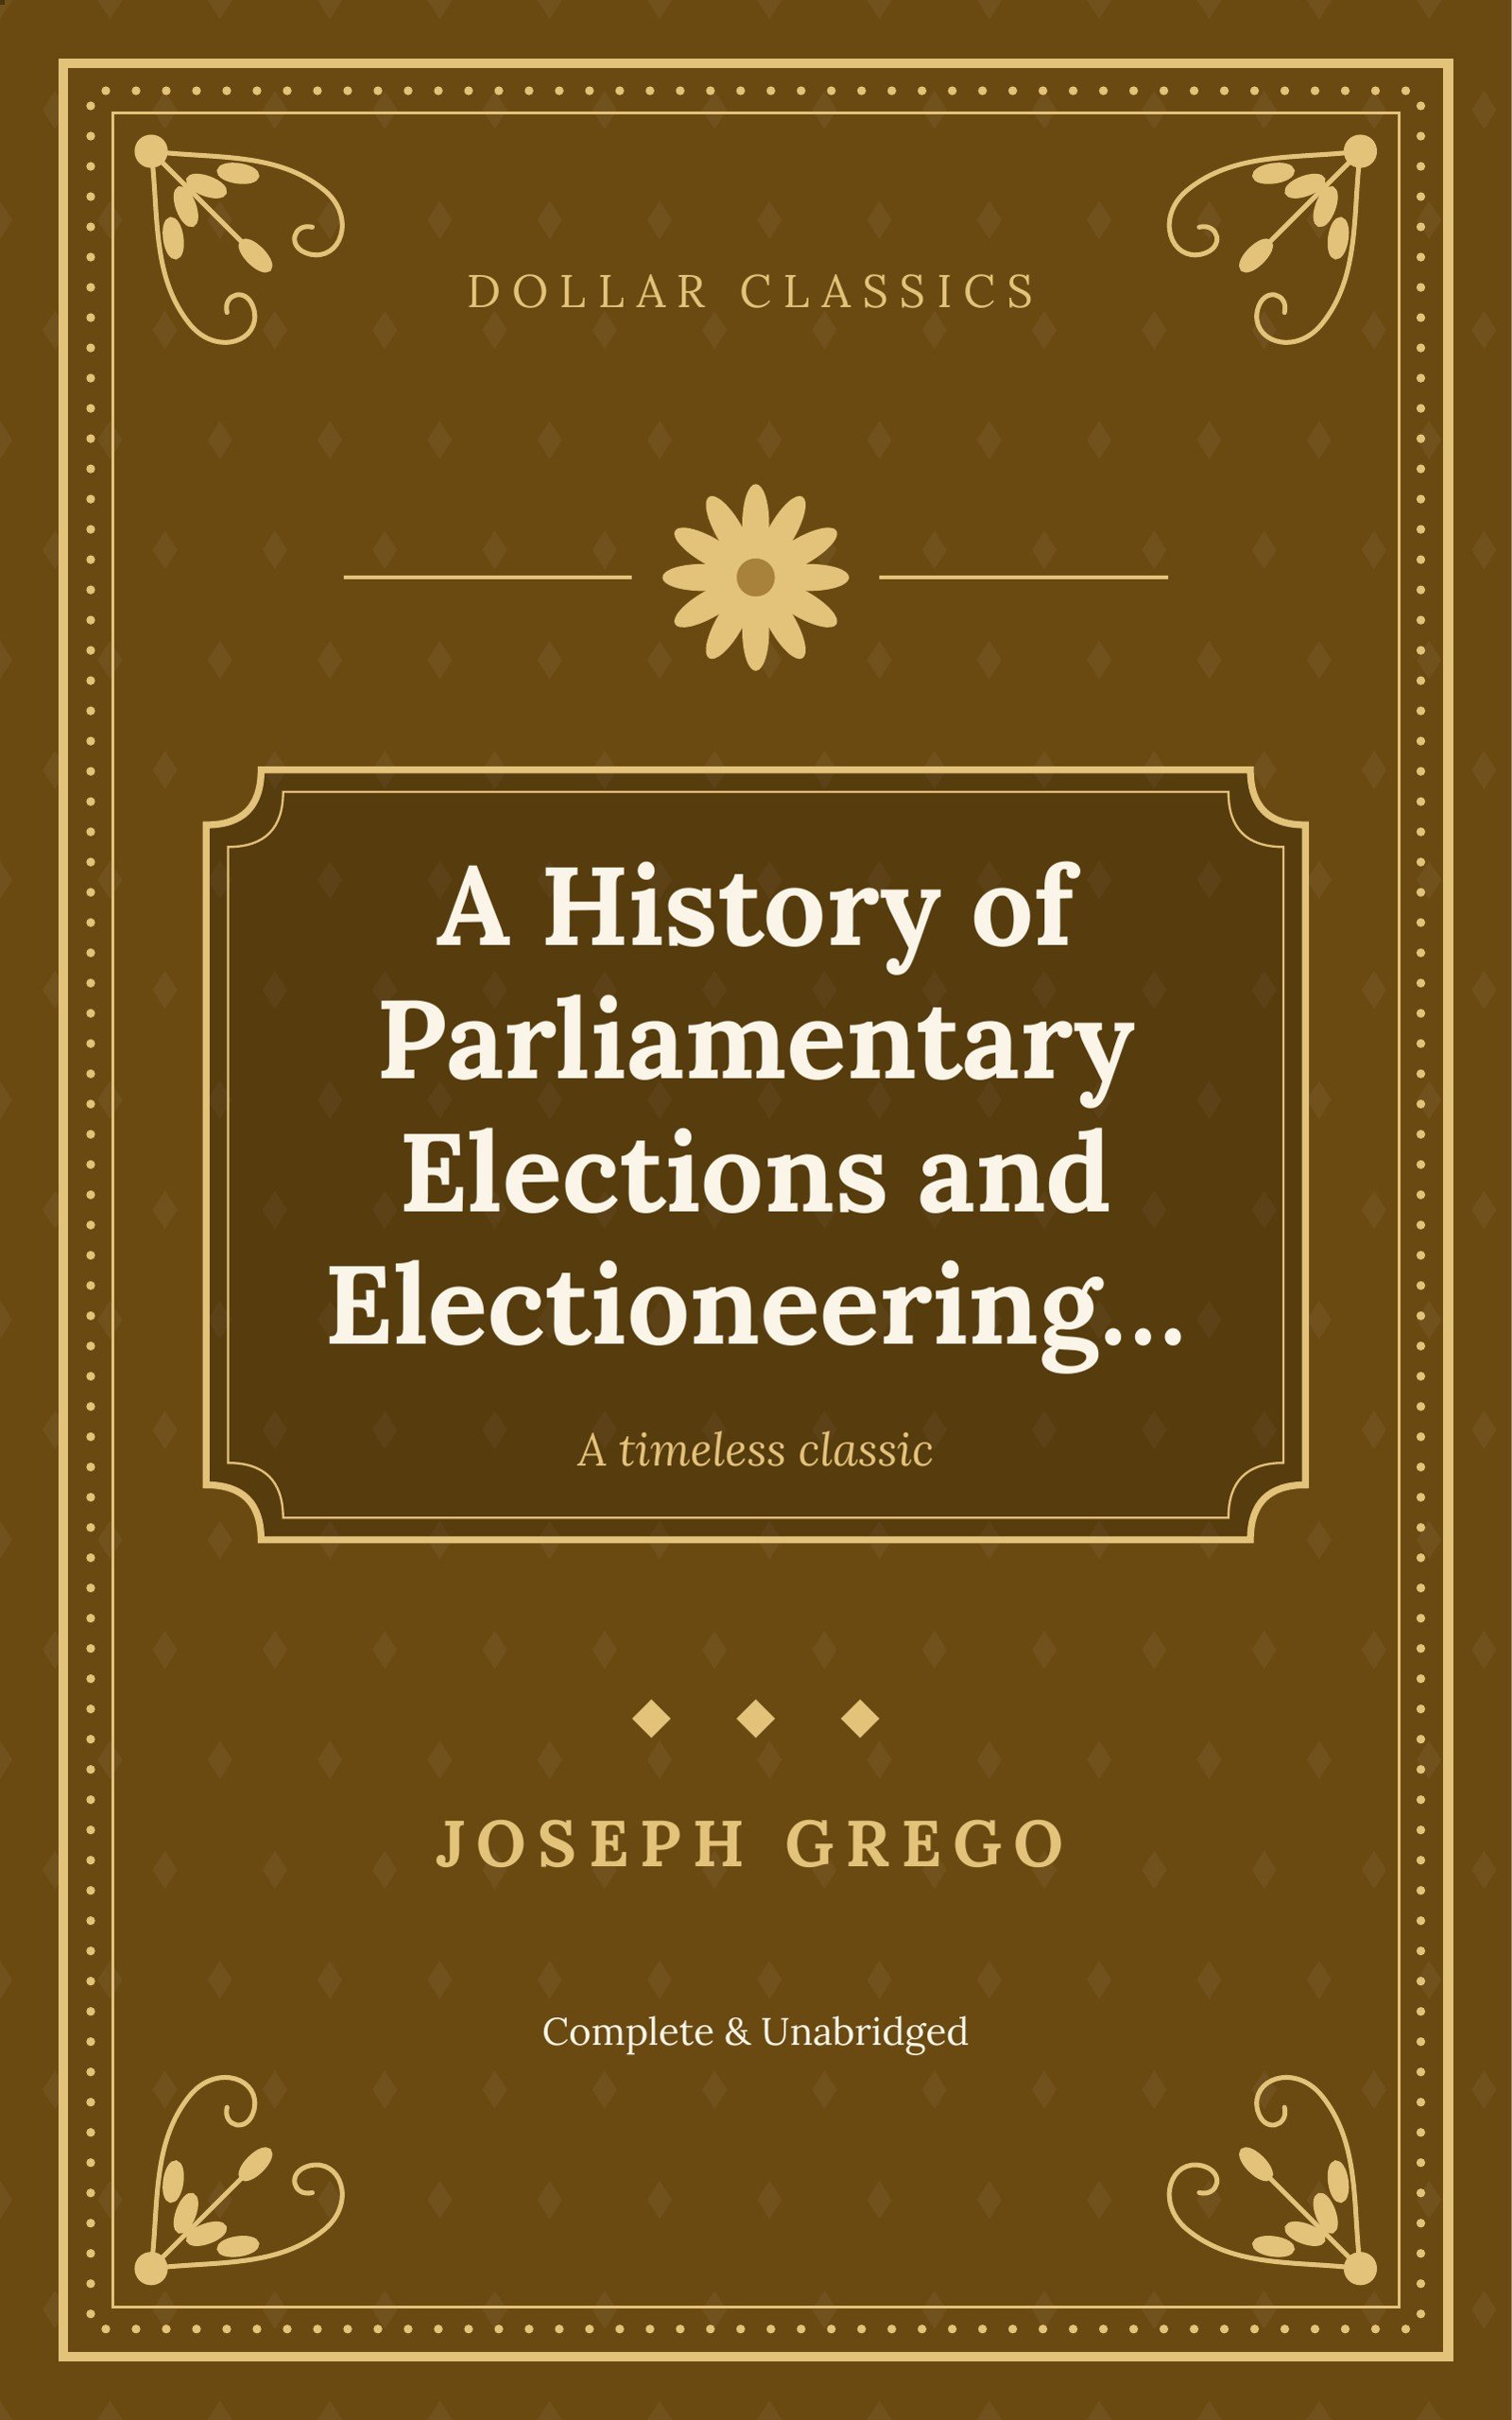 DOLLAR CLASSICS
A History of
Parliamentary
Elections and
Electioneering...
A timeless classic
JOSEPH GREGO
Complete & Unabridged